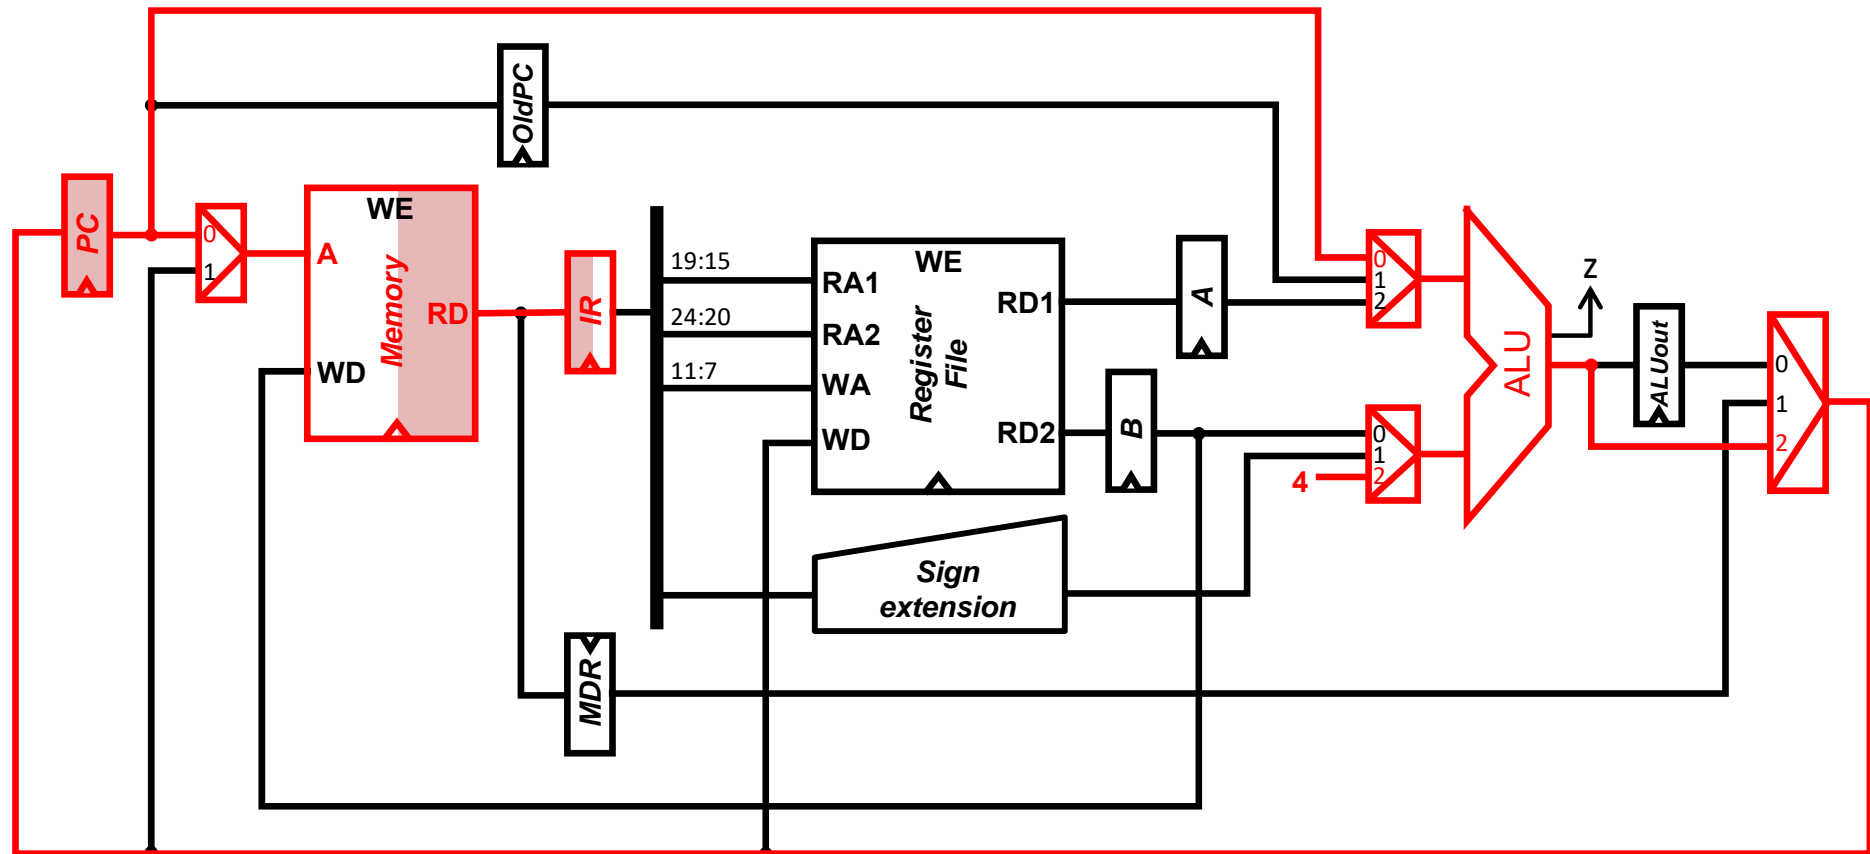 OldPC
PC
0
1
WE
A
Memory
RD
WD
IR
19:15
24:20
11:7
WE
RA1
RA2
WA
WD
Register
File
RD1
RD2
A
B
Sign
extension
MDR
0
1
2
0
1
2
4
ALU
Z
ALUout
0
1
2